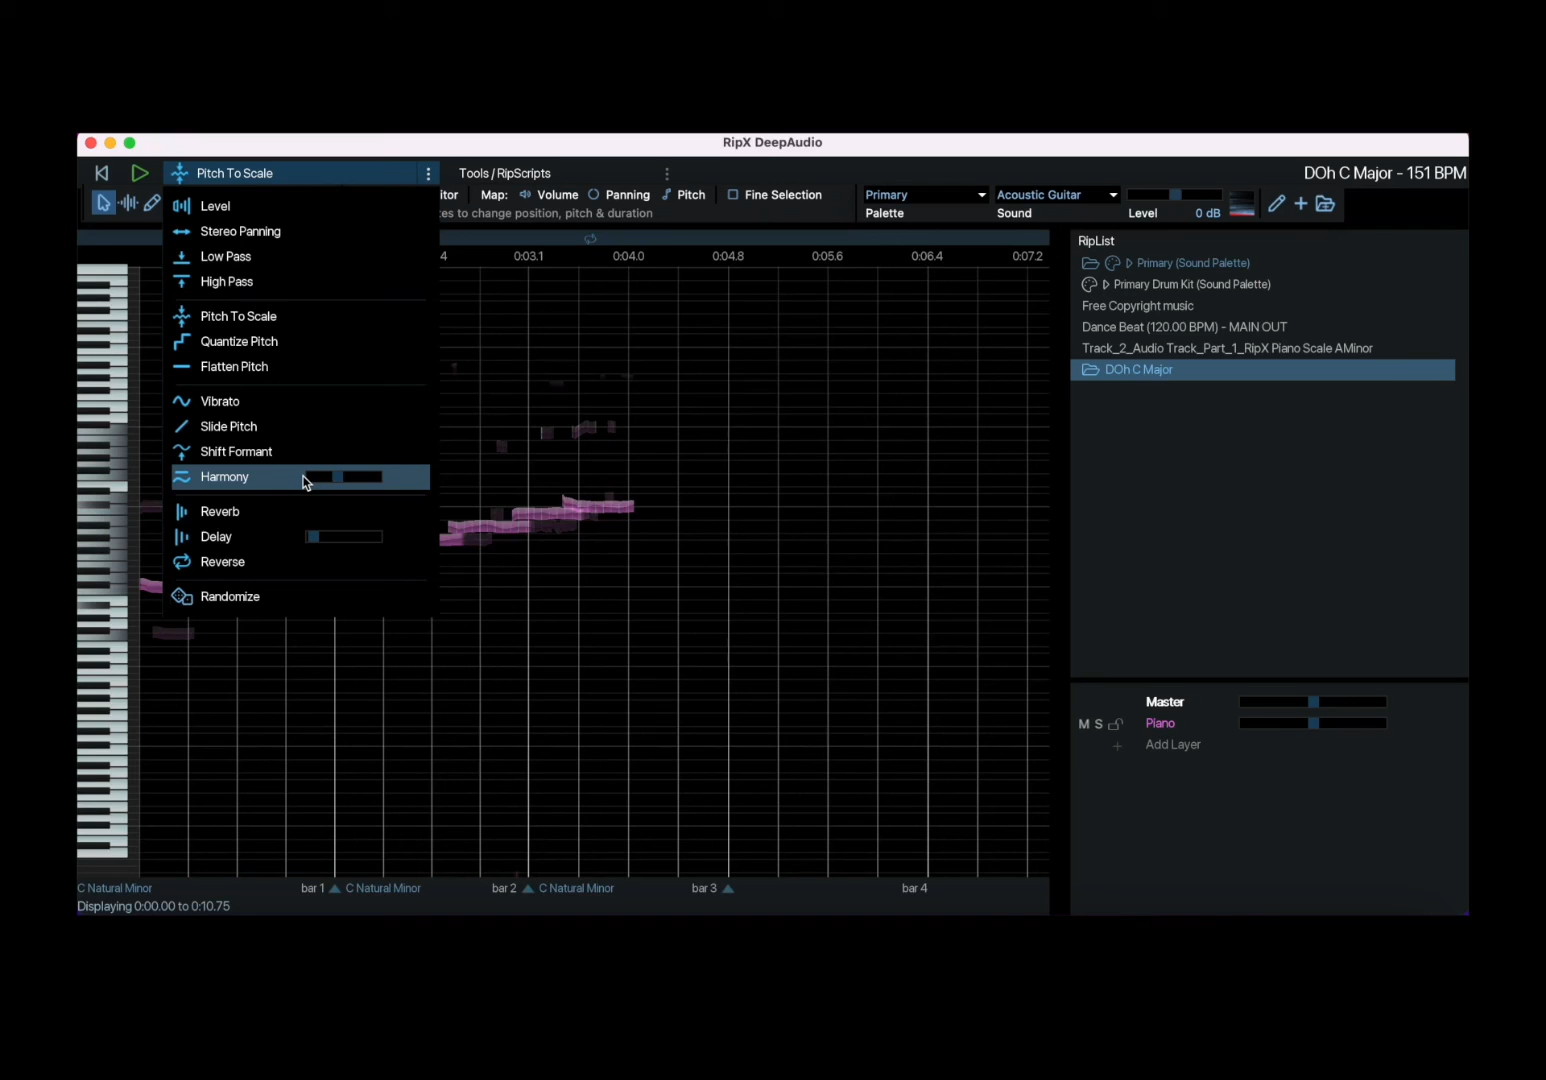 RipX DeepAudio
Pitch To Scale
Tools / RipScripts
DOh C Major - 151 BPM
itor Map: Volume Panning Pitch Fine Selection
Primary
Acoustic Guitar
es to change position, pitch & duration
Palette
Sound
Level 0 dB
Level
Stereo Panning
Low Pass
High Pass
Pitch To Scale
Quantize Pitch
Flatten Pitch
Vibrato
Slide Pitch
Shift Formant
Harmony
Reverb
Delay
Reverse
Randomize
4 0:03.1 0:04.0 0:04.8 0:05.6 0:06.4 0:07.2
RipList
Primary (Sound Palette)
Primary Drum Kit (Sound Palette)
Free Copyright music
Dance Beat (120.00 BPM) - MAIN OUT
Track_2_Audio Track_Part_1_RipX Piano Scale AMinor
DOh C Major
Master
M S Piano
+ Add Layer
C Natural Minor bar 1 C Natural Minor bar 2 C Natural Minor bar 3 bar 4
Displaying 0:00.00 to 0:10.75